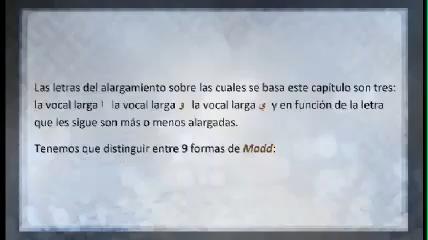 Las letras del alargamiento sobre las cuales se basa este capítulo son tres:
la vocal larga ا la vocal larga و la vocal larga ي y en función de la letra
que les sigue son más o menos alargadas.
Tenemos que distinguir entre 9 formas de Madd: